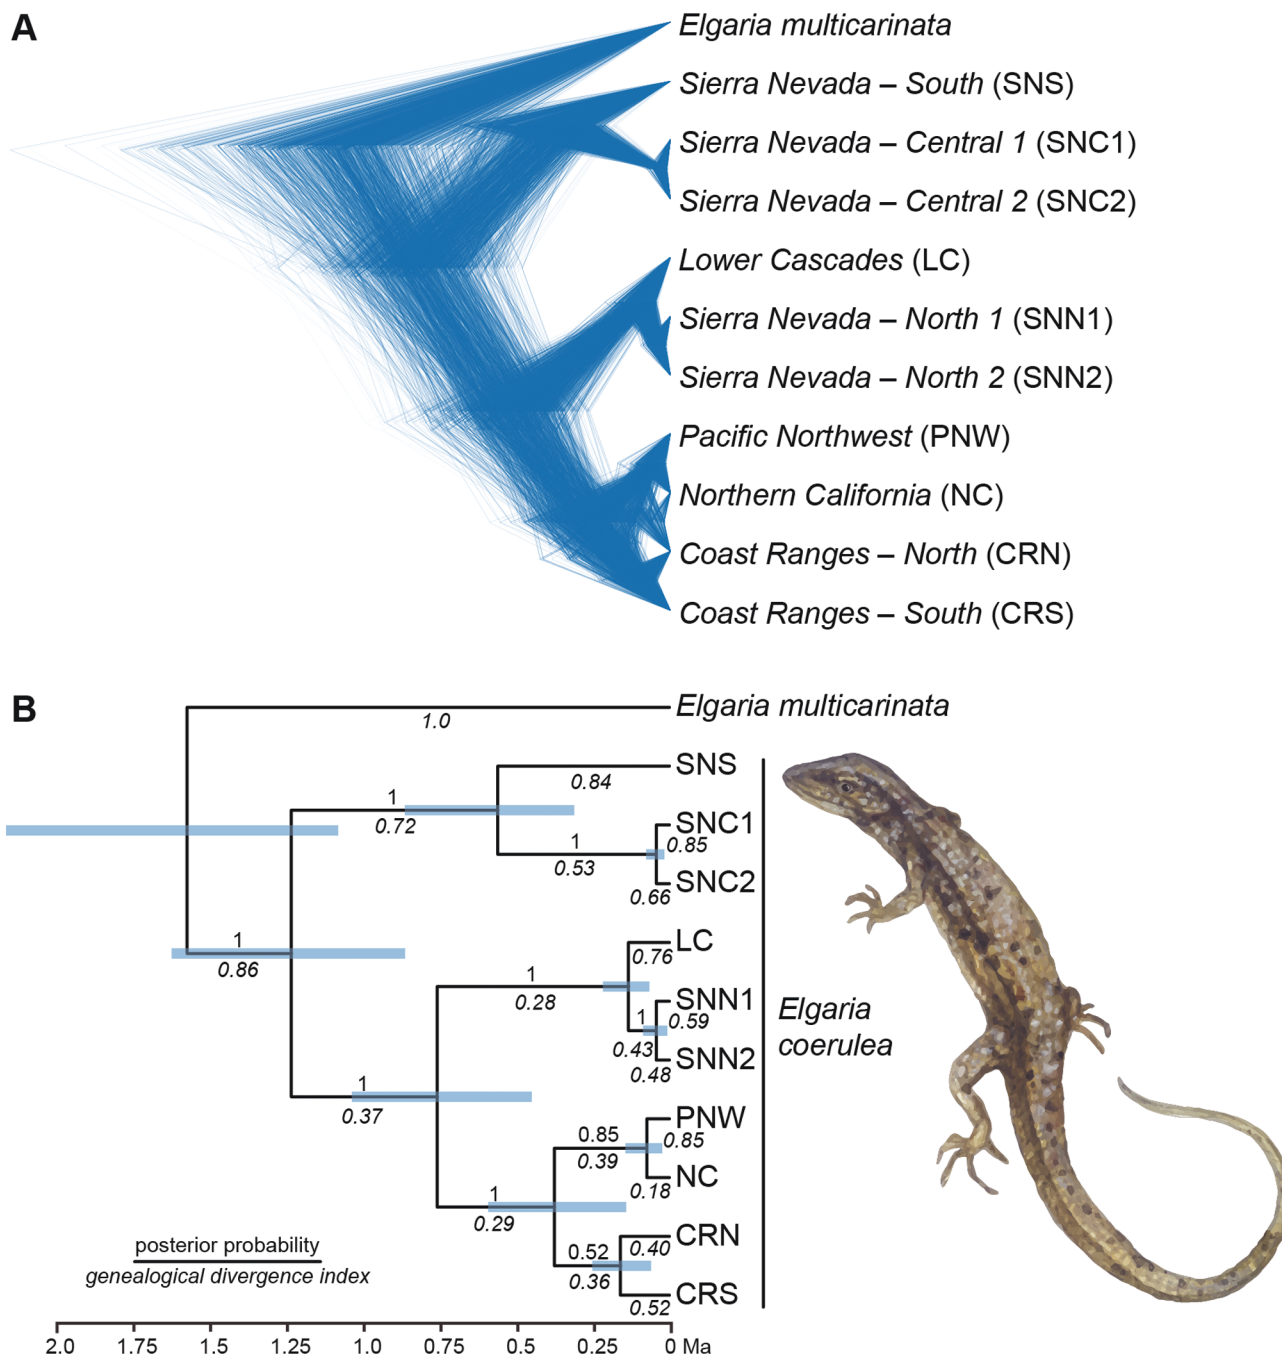 A
Elgaria multicarinata
Sierra Nevada – South (SNS)
Sierra Nevada – Central 1 (SNC1)
Sierra Nevada – Central 2 (SNC2)
Lower Cascades (LC)
Sierra Nevada – North 1 (SNN1)
Sierra Nevada – North 2 (SNN2)
Pacific Northwest (PNW)
Northern California (NC)
Coast Ranges – North (CRN)
Coast Ranges – South (CRS)
B
Elgaria multicarinata
1.0
SNS
0.84
1
0.72
SNC1
0.85
1
0.53
SNC2
0.66
LC
0.76
1
0.86
1
0.28
SNN1
0.59
1
0.43
SNN2
0.48
Elgaria
coerulea
1
0.37
PNW
0.85
0.85
0.39
NC
0.18
1
0.29
CRN
0.40
0.52
0.36
CRS
0.52
posterior probability
genealogical divergence index
2.0 1.75 1.5 1.25 1.0 0.75 0.5 0.25 0 Ma